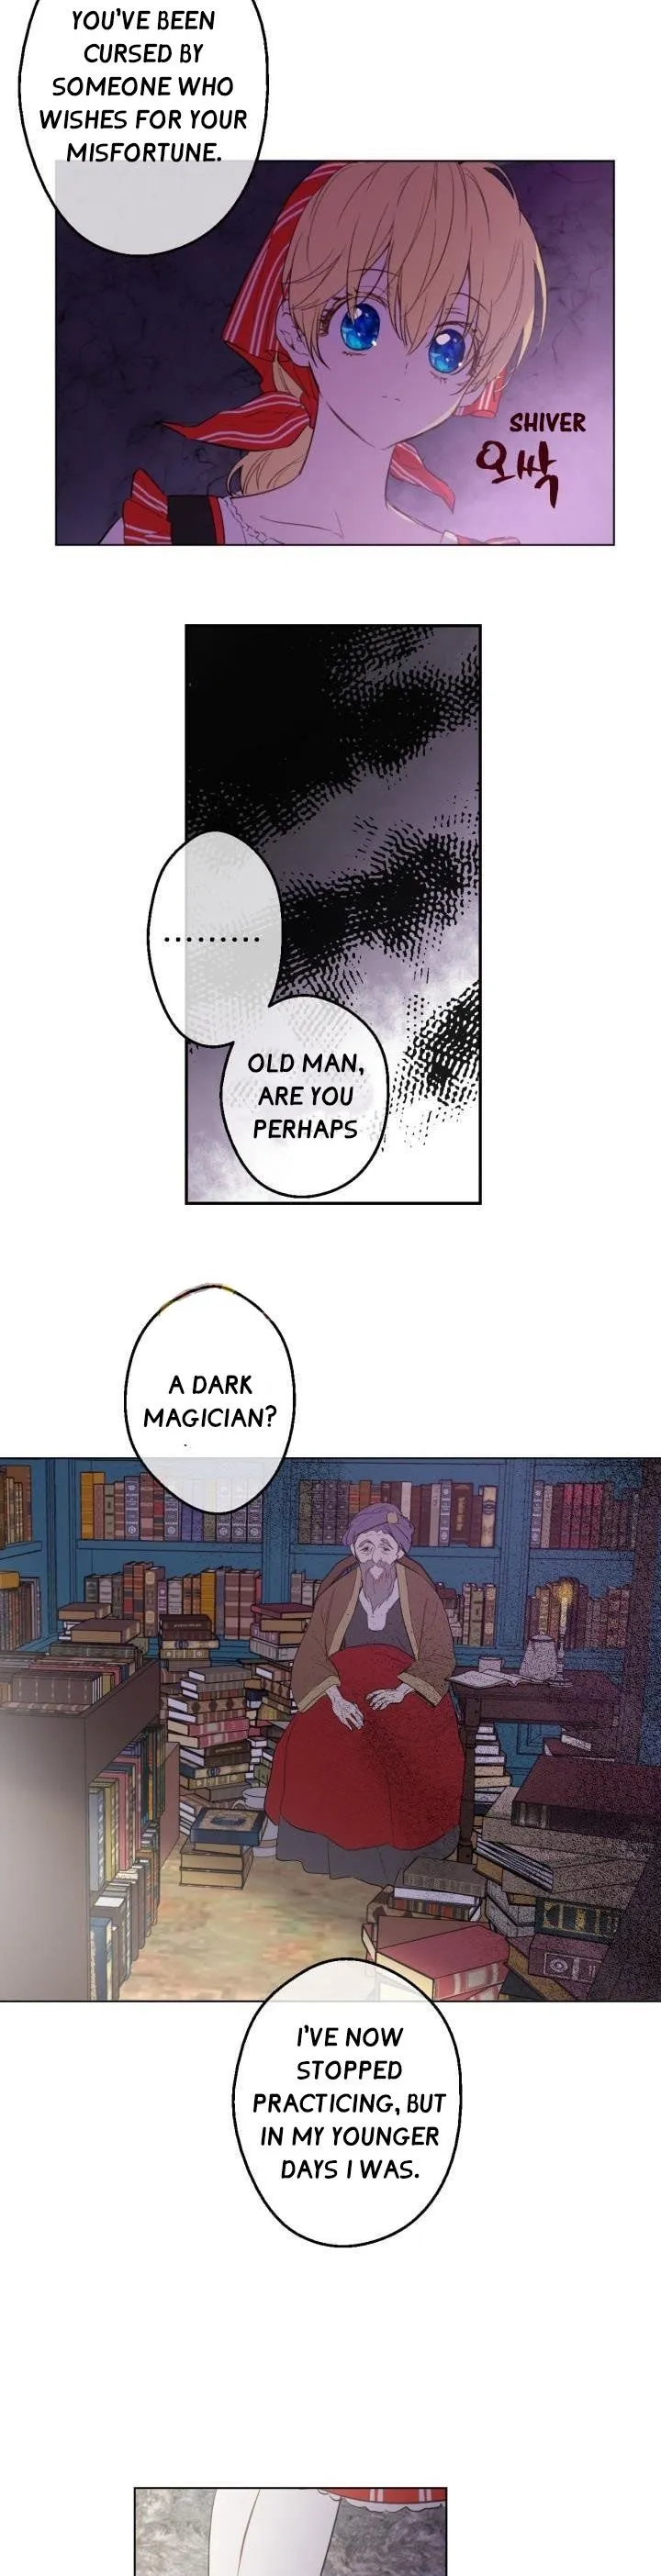 YOU'VE BEEN
CURSED BY
SOMEONE WHO
WISHES FOR YOUR
MISFORTUNE.
SHIVER
오싹
.........
OLD MAN,
ARE YOU
PERHAPS
A DARK
MAGICIAN?
I'VE NOW
STOPPED
PRACTICING, BUT
IN MY YOUNGER
DAYS I WAS.